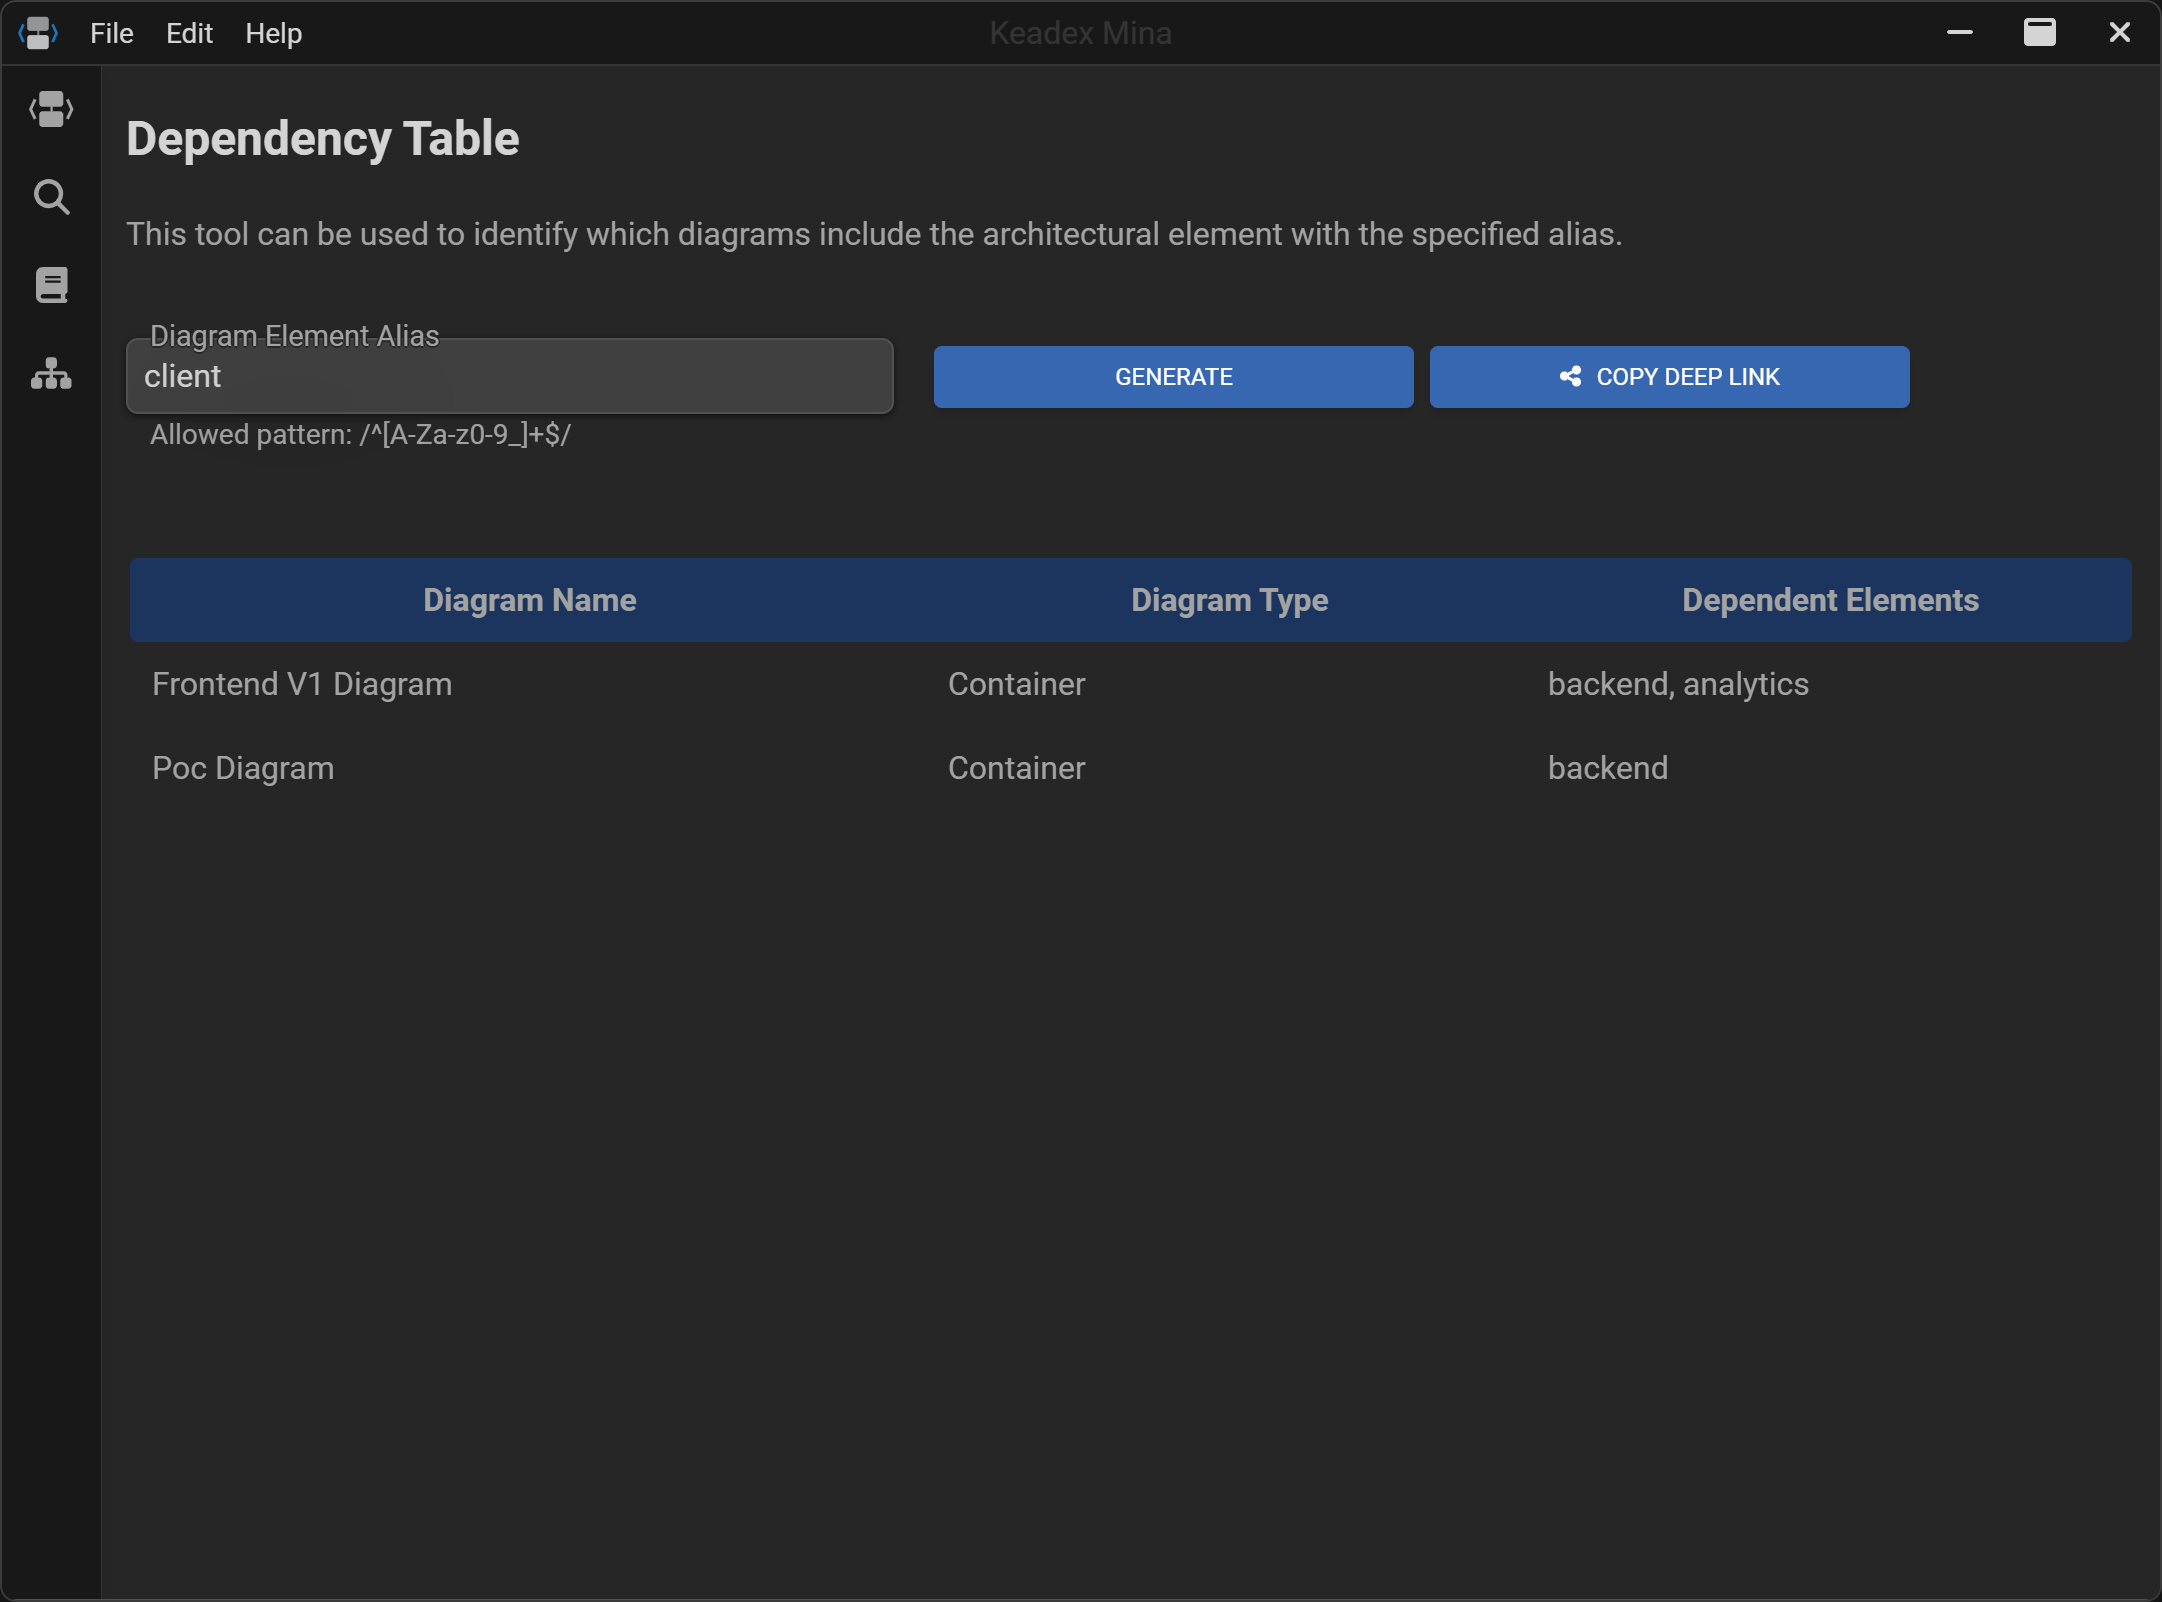 File Edit Help Keadex Mina
Dependency Table
This tool can be used to identify which diagrams include the architectural element with the specified alias.
Diagram Element Alias
client GENERATE COPY DEEP LINK
Allowed pattern: /^[A-Za-z0-9_]+$/
Diagram Name Diagram Type Dependent Elements
Frontend V1 Diagram Container backend, analytics
Poc Diagram Container backend